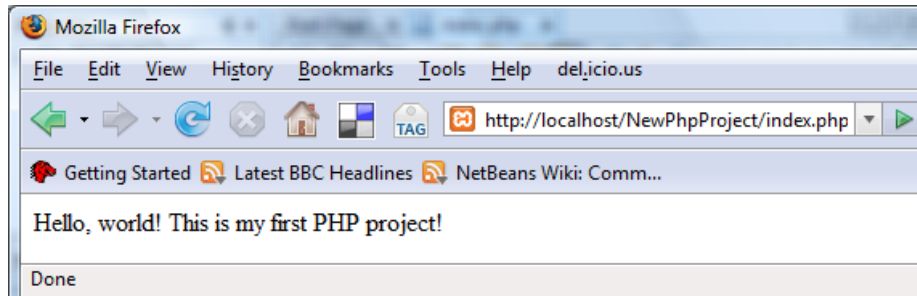 Mozilla Firefox
File Edit View History Bookmarks Tools Help del.icio.us
TAG http://localhost/NewPhpProject/index.php
Getting Started Latest BBC Headlines NetBeans Wiki: Comm...
Hello, world! This is my first PHP project!
Done